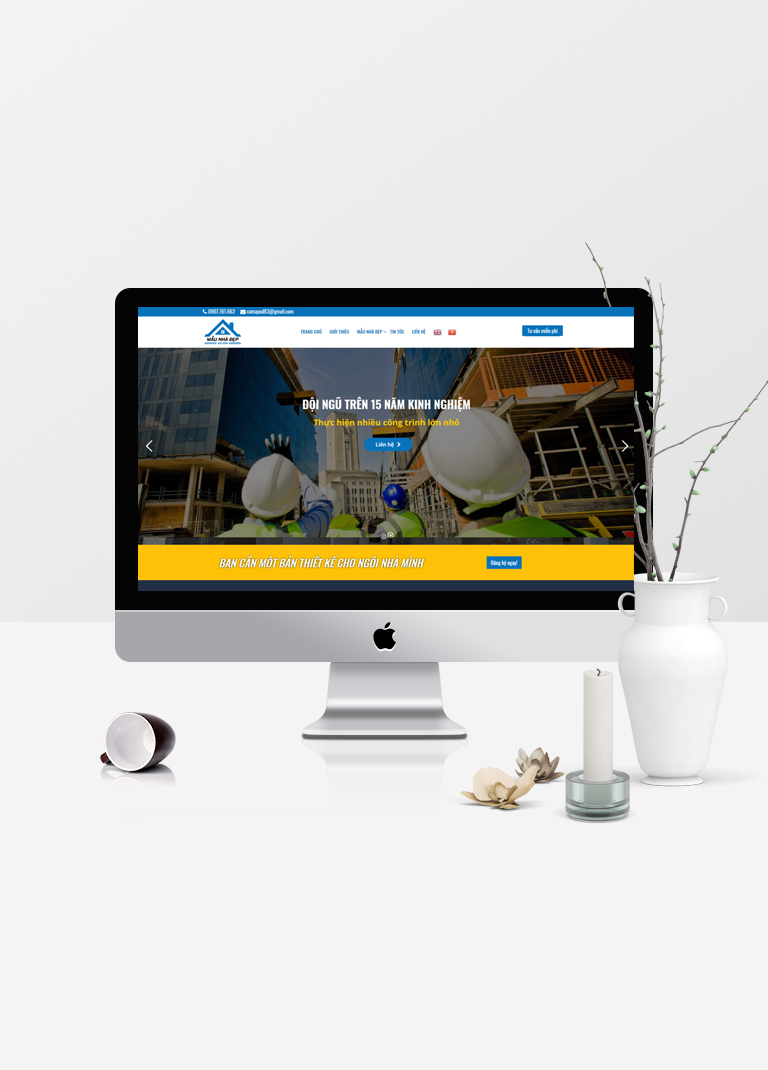 0907.761.662 camapxd83@gmail.com
MẪU NHÀ ĐẸP
TRANG CHỦ GIỚI THIỆU MẪU NHÀ ĐẸP TIN TỨC LIÊN HỆ
Tư vấn miễn phí
ĐỘI NGŨ TRÊN 15 NĂM KINH NGHIỆM
Thực hiện nhiều công trình lớn nhỏ
Liên hệ
BẠN CẦN MỘT BẢN THIẾT KẾ CHO NGÔI NHÀ MÌNH
Đăng ký ngay!